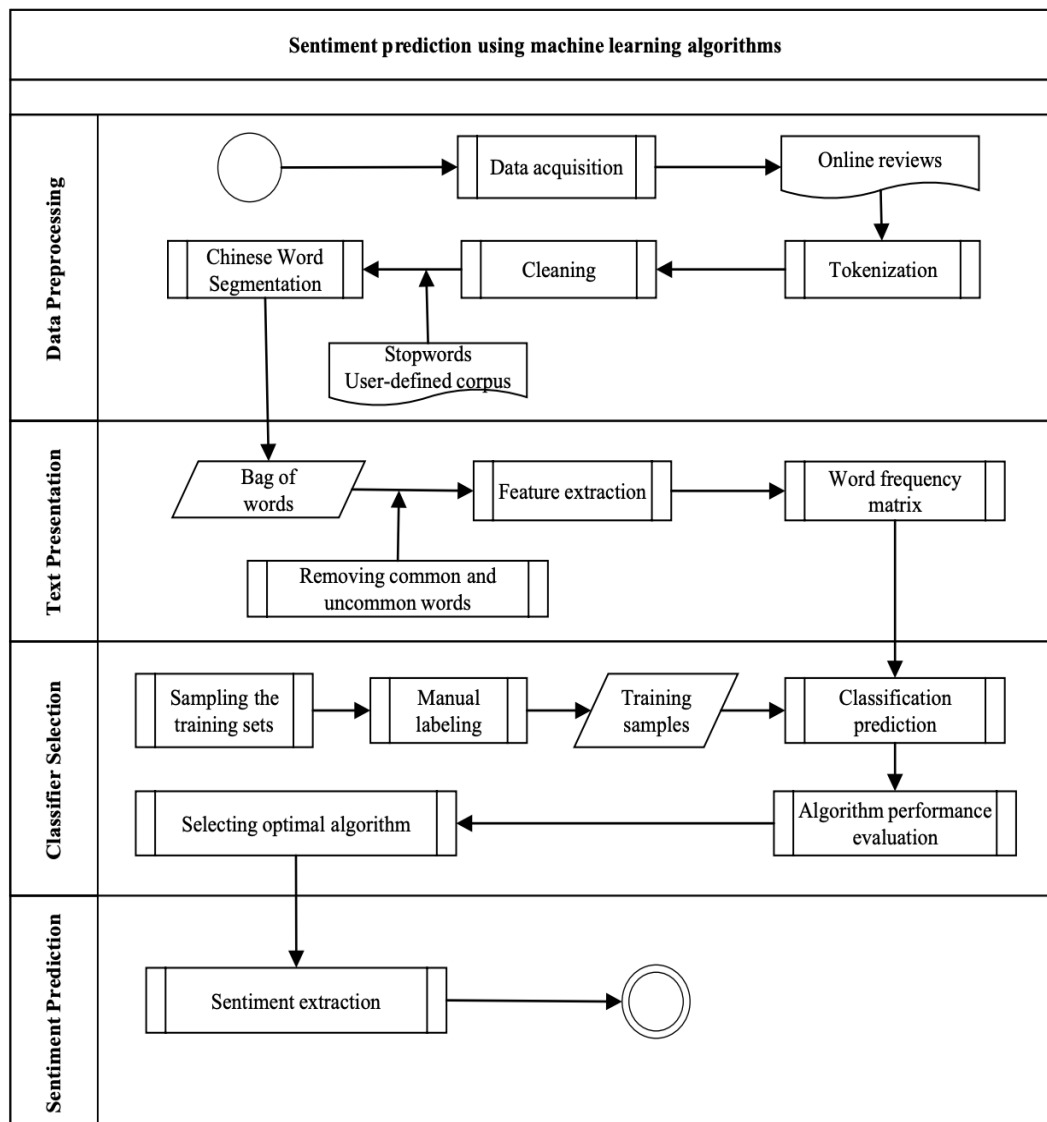 Sentiment prediction using machine learning algorithms
Data Preprocessing
Data acquisition
Online reviews
Chinese Word
Segmentation
Cleaning
Tokenization
Stopwords
User-defined corpus
Text Presentation
Bag of
words
Feature extraction
Word frequency
matrix
Removing common and
uncommon words
Classifier Selection
Sampling the
training sets
Manual
labeling
Training
samples
Classification
prediction
Selecting optimal algorithm
Algorithm performance
evaluation
Sentiment Prediction
Sentiment extraction